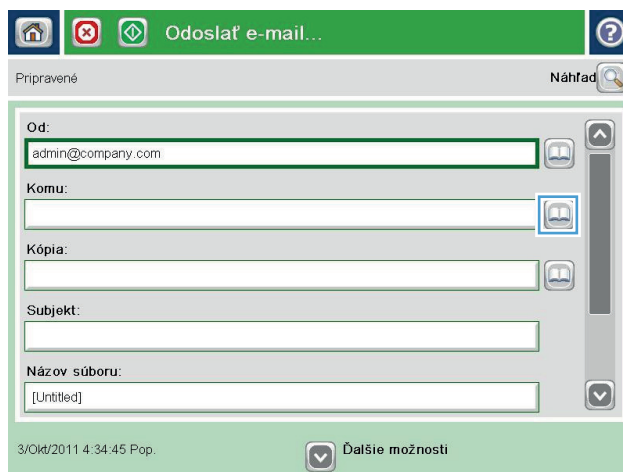 Odoslať e-mail...
Pripravené
Náhľad
Od:
admin@company.com
Komu:
Kópia:
Subjekt:
Názov súboru:
[Untitled]
3/Okt/2011 4:34:45 Pop.
Ďalšie možnosti